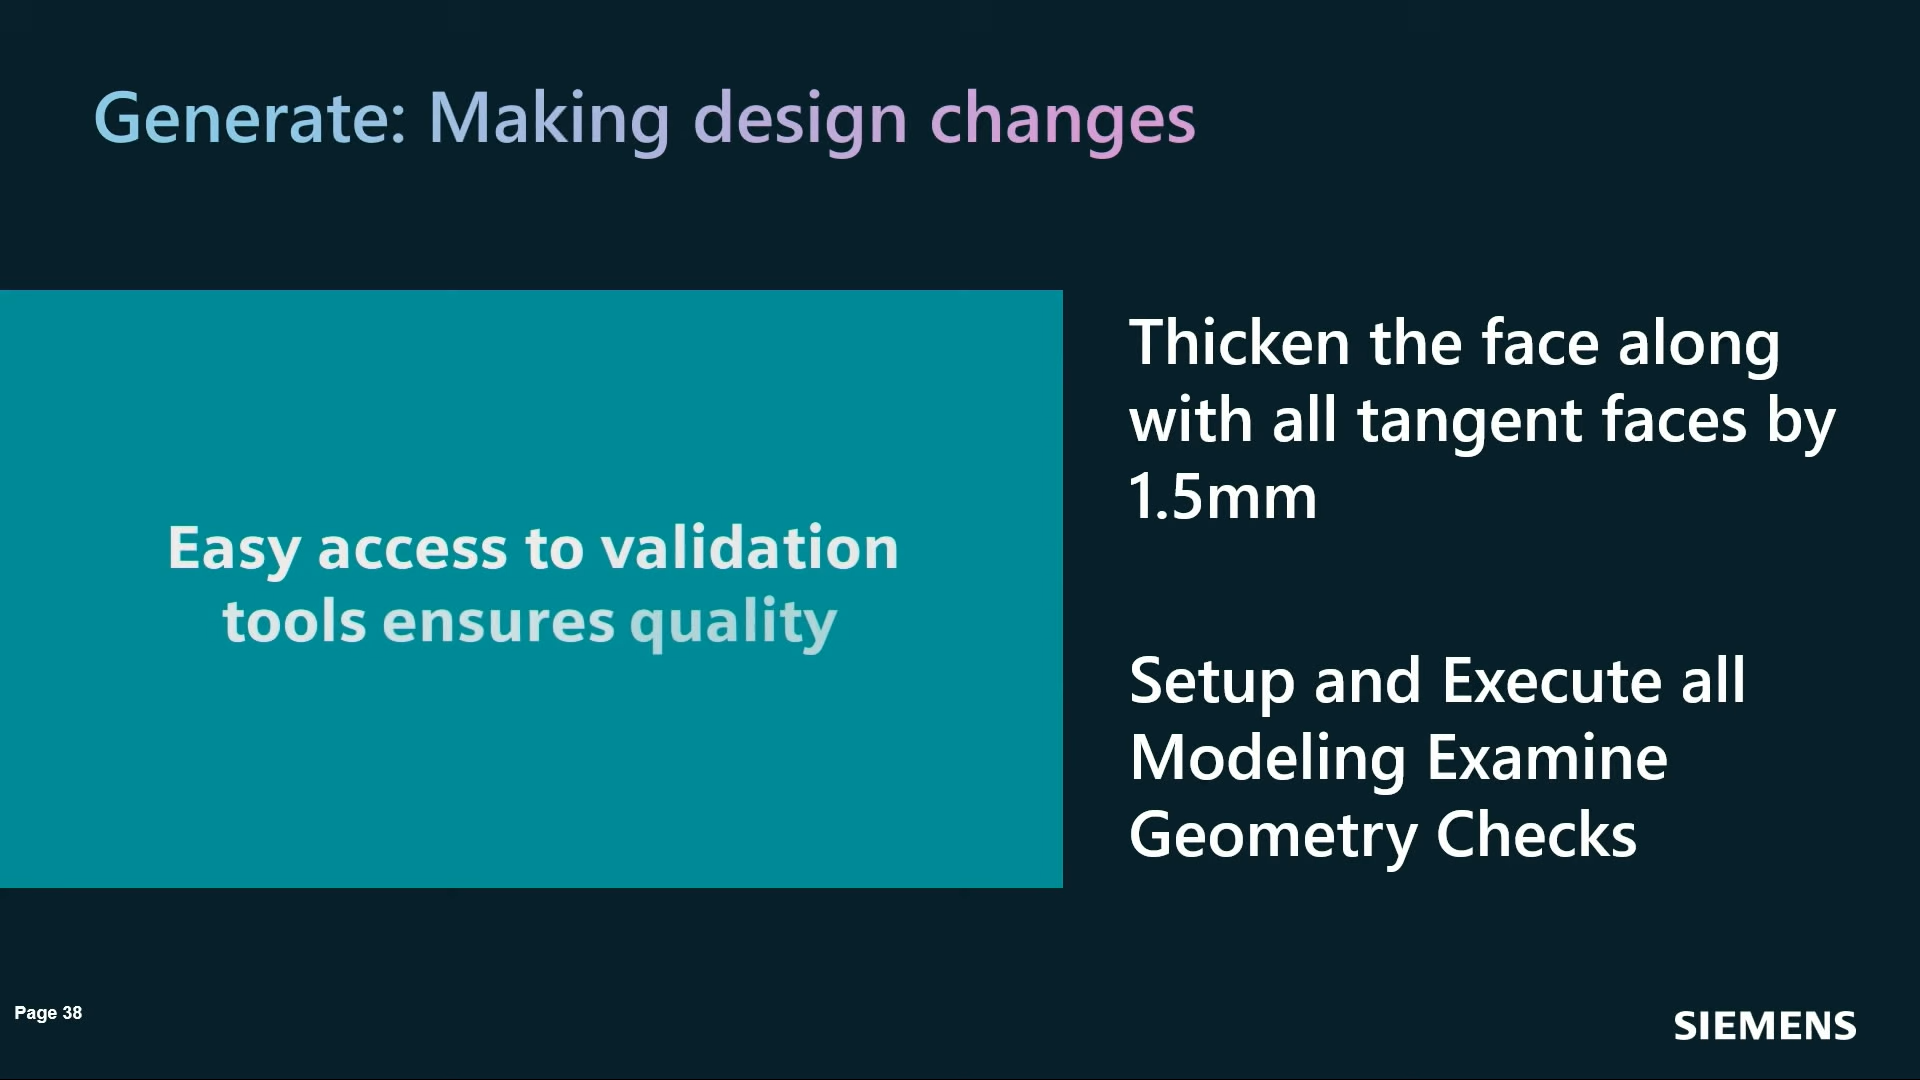 Generate: Making design changes
Easy access to validation
tools ensures quality
Thicken the face along
with all tangent faces by
1.5mm
Setup and Execute all
Modeling Examine
Geometry Checks
Page 38
SIEMENS